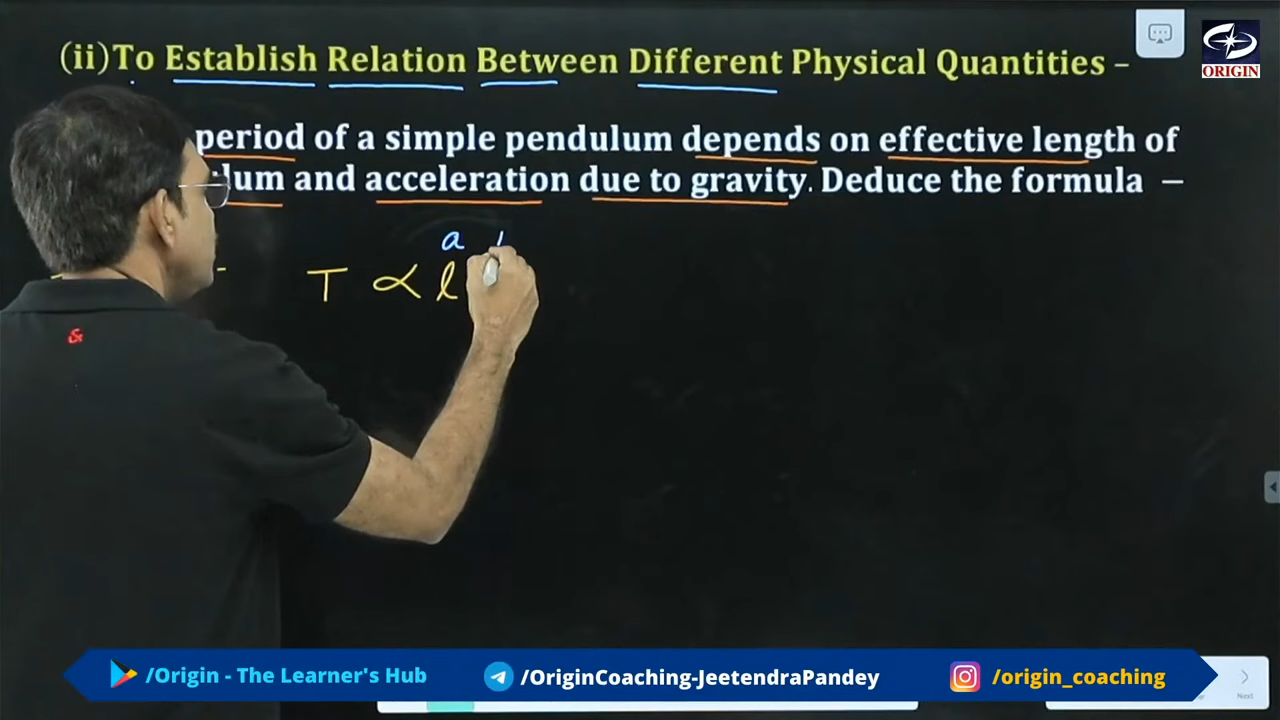 (ii) To Establish Relation Between Different Physical Quantities –
ORIGIN
period of a simple pendulum depends on effective length of
and acceleration due to gravity. Deduce the formula –
a
T ∝ l
&
/Origin - The Learner's Hub
/OriginCoaching-JeetendraPandey
/origin_coaching
Next